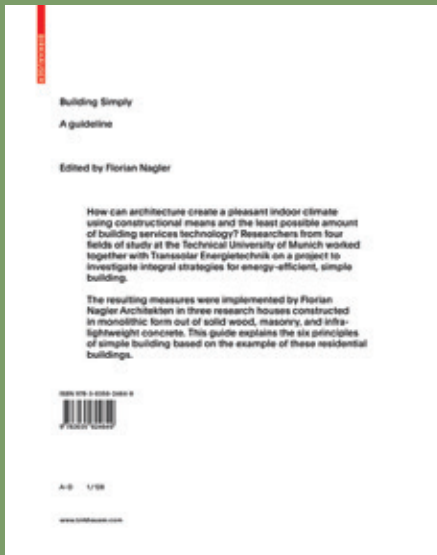 BIRKHÄUSER
Building Simply
A guideline
Edited by Florian Nagler
How can architecture create a pleasant indoor climate
using constructional means and the least possible amount
of building services technology? Researchers from four
fields of study at the Technical University of Munich worked
together with Transsolar Energietechnik on a project to
investigate integral strategies for energy-efficient, simple
building.
The resulting measures were implemented by Florian
Nagler Architekten in three research houses constructed
in monolithic form out of solid wood, masonry, and infra-
lightweight concrete. This guide explains the six principles
of simple building based on the example of these residential
buildings.
ISBN
www.birkhauser.com